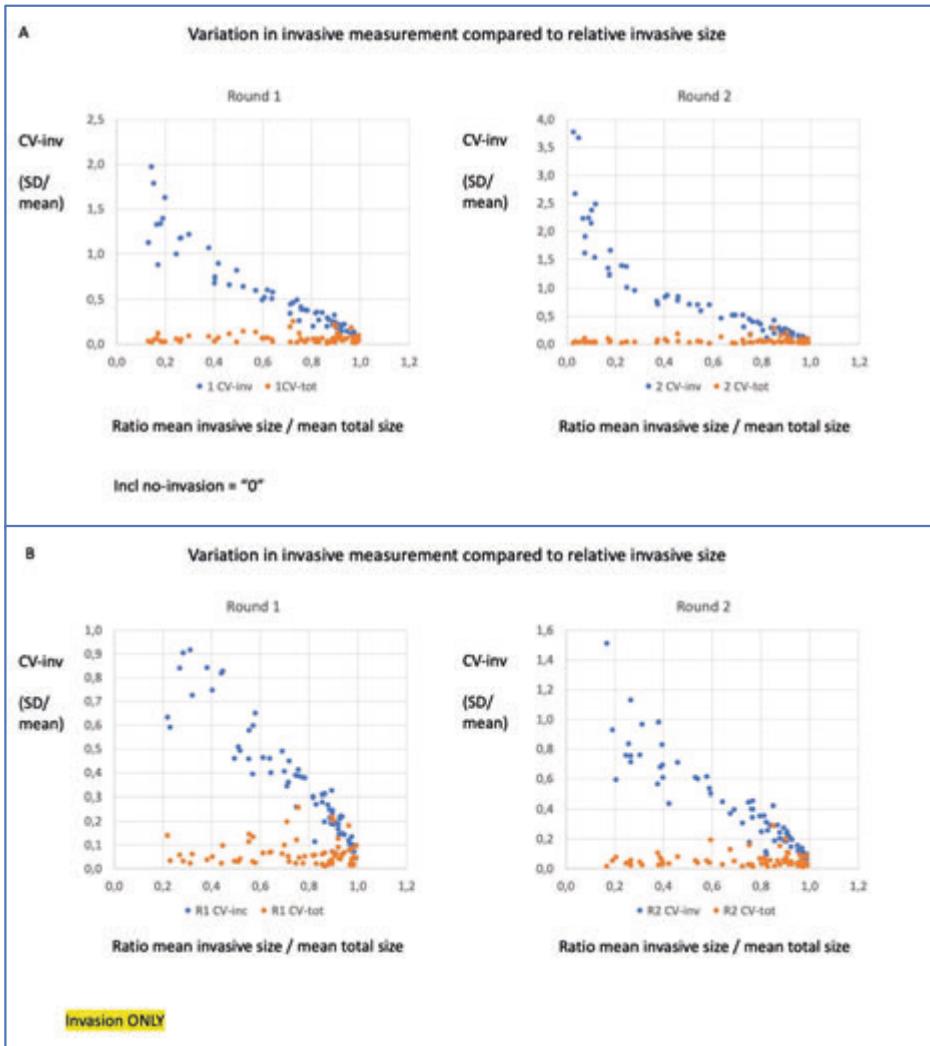 A
Variation in invasive measurement compared to relative invasive size
Round 1
CV-inv
(SD/
mean)
2,5
2,0
1,5
1,0
0,5
0,0
0,0 0,2 0,4 0,6 0,8 1,0 1,2
1 CV-inv 1CV-tot
Ratio mean invasive size / mean total size
Round 2
CV-inv
(SD/
mean)
4,0
3,5
3,0
2,5
2,0
1,5
1,0
0,5
0,0
0,0 0,2 0,4 0,6 0,8 1,0 1,2
2 CV-inv 2 CV-tot
Ratio mean invasive size / mean total size
Incl no-invasion = “0”
B
Variation in invasive measurement compared to relative invasive size
Round 1
CV-inv
(SD/
mean)
1,0
0,9
0,8
0,7
0,6
0,5
0,4
0,3
0,2
0,1
0,0
0,0 0,2 0,4 0,6 0,8 1,0 1,2
R1 CV-inc R1 CV-tot
Ratio mean invasive size / mean total size
Round 2
CV-inv
(SD/
mean)
1,6
1,4
1,2
1,0
0,8
0,6
0,4
0,2
0,0
0,0 0,2 0,4 0,6 0,8 1,0 1,2
R2 CV-inv R2 CV-tot
Ratio mean invasive size / mean total size
Invasion ONLY